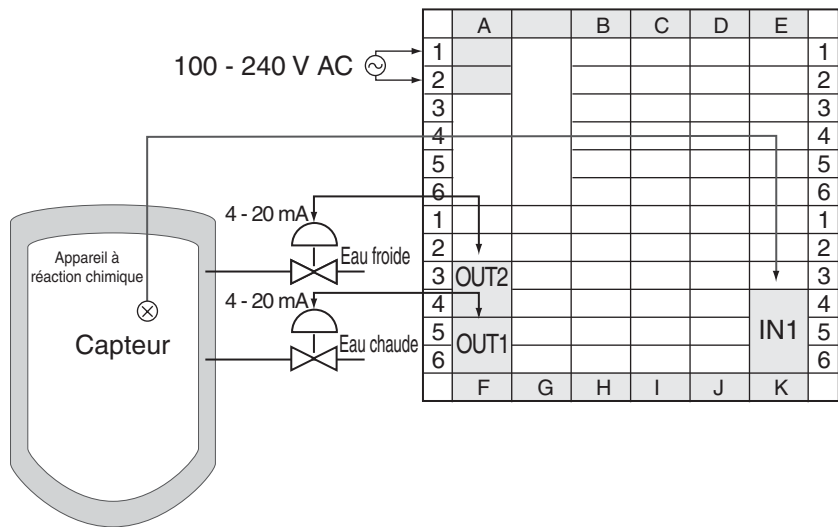 A B C D E
100 - 240 V AC
1 1
2 2
3 3
4 4
5 5
6 6
1 1
2 2
3 OUT2 3
4 4
5 OUT1 IN1 5
6 6
F G H I J K
4 - 20 mA
Eau froide
4 - 20 mA
Eau chaude
Appareil à
réaction chimique
Capteur